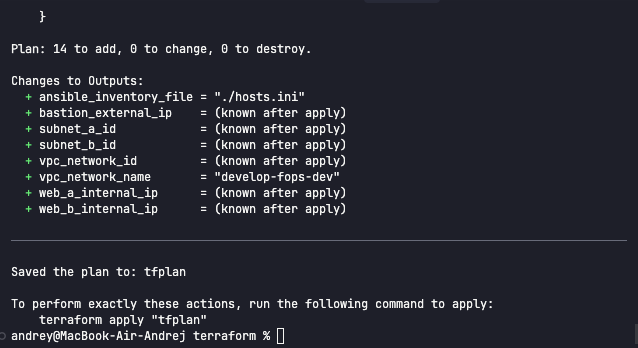 }
Plan: 14 to add, 0 to change, 0 to destroy.
Changes to Outputs:
+ ansible_inventory_file = "./hosts.ini"
+ bastion_external_ip    = (known after apply)
+ subnet_a_id            = (known after apply)
+ subnet_b_id            = (known after apply)
+ vpc_network_id         = (known after apply)
+ vpc_network_name       = "develop-fops-dev"
+ web_a_internal_ip      = (known after apply)
+ web_b_internal_ip      = (known after apply)
Saved the plan to: tfplan
To perform exactly these actions, run the following command to apply:
terraform apply "tfplan"
andrey@MacBook-Air-Andrej terraform %